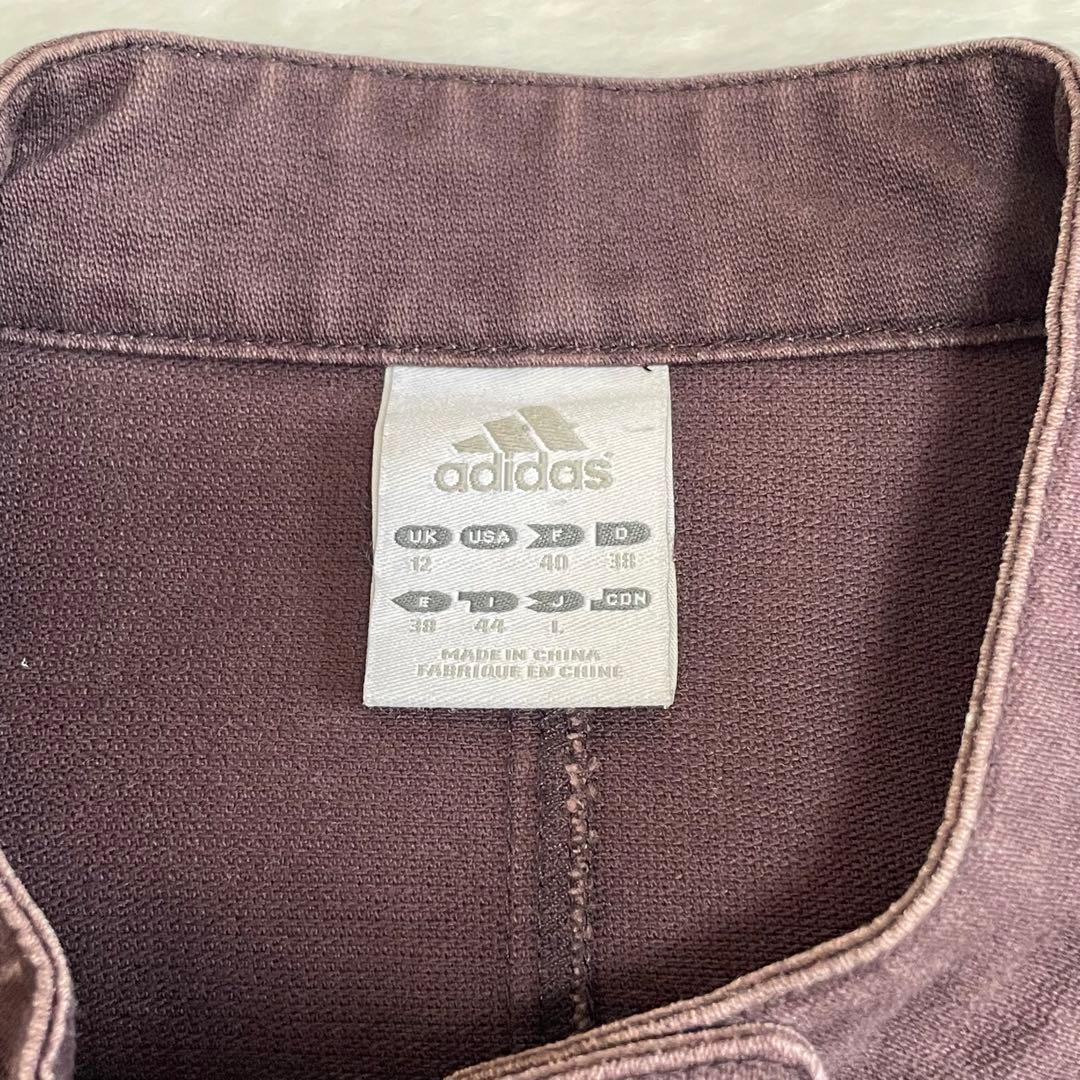 adidas
UK USA F D
12 40 38
E I J CDN
38 44 L
MADE IN CHINA
FABRIQUE EN CHINE